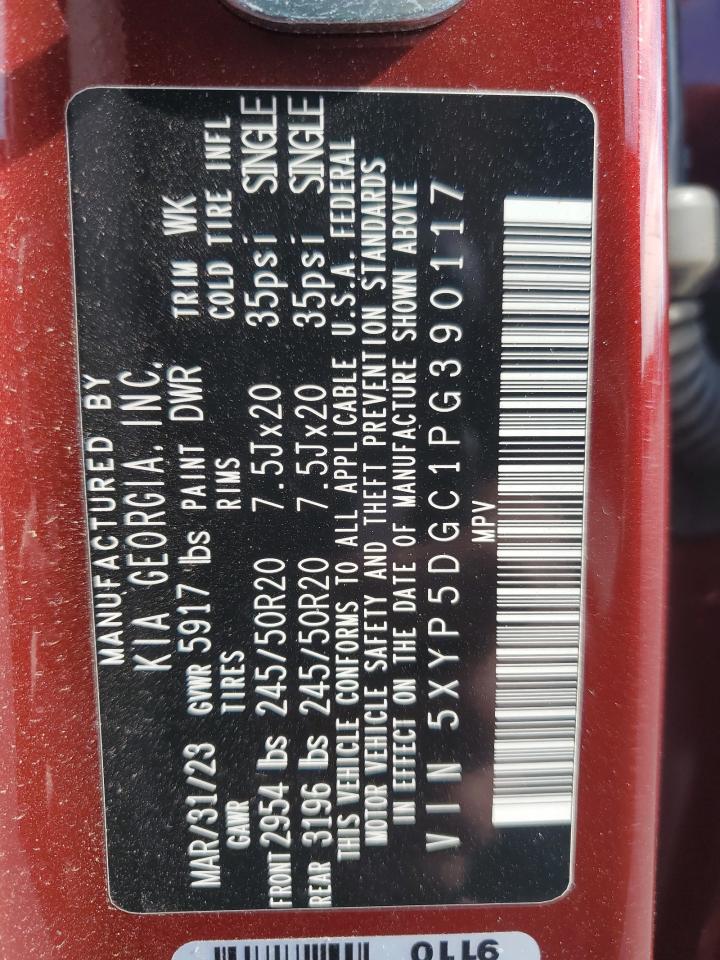 MANUFACTURED BY
KIA GEORGIA, INC.
MAR/31/23 GVWR 5917 lbs PAINT DWR TRIM WK
GAWR TIRES RIMS COLD TIRE INFL
FRONT 2954 lbs 245/50R20 7.5Jx20 35psi SINGLE
REAR 3196 lbs 245/50R20 7.5Jx20 35psi SINGLE
THIS VEHICLE CONFORMS TO ALL APPLICABLE U.S.A. FEDERAL
MOTOR VEHICLE SAFETY AND THEFT PREVENTION STANDARDS
IN EFFECT ON THE DATE OF MANUFACTURE SHOWN ABOVE
VIN 5XYP5DGC1PG390117
MPV